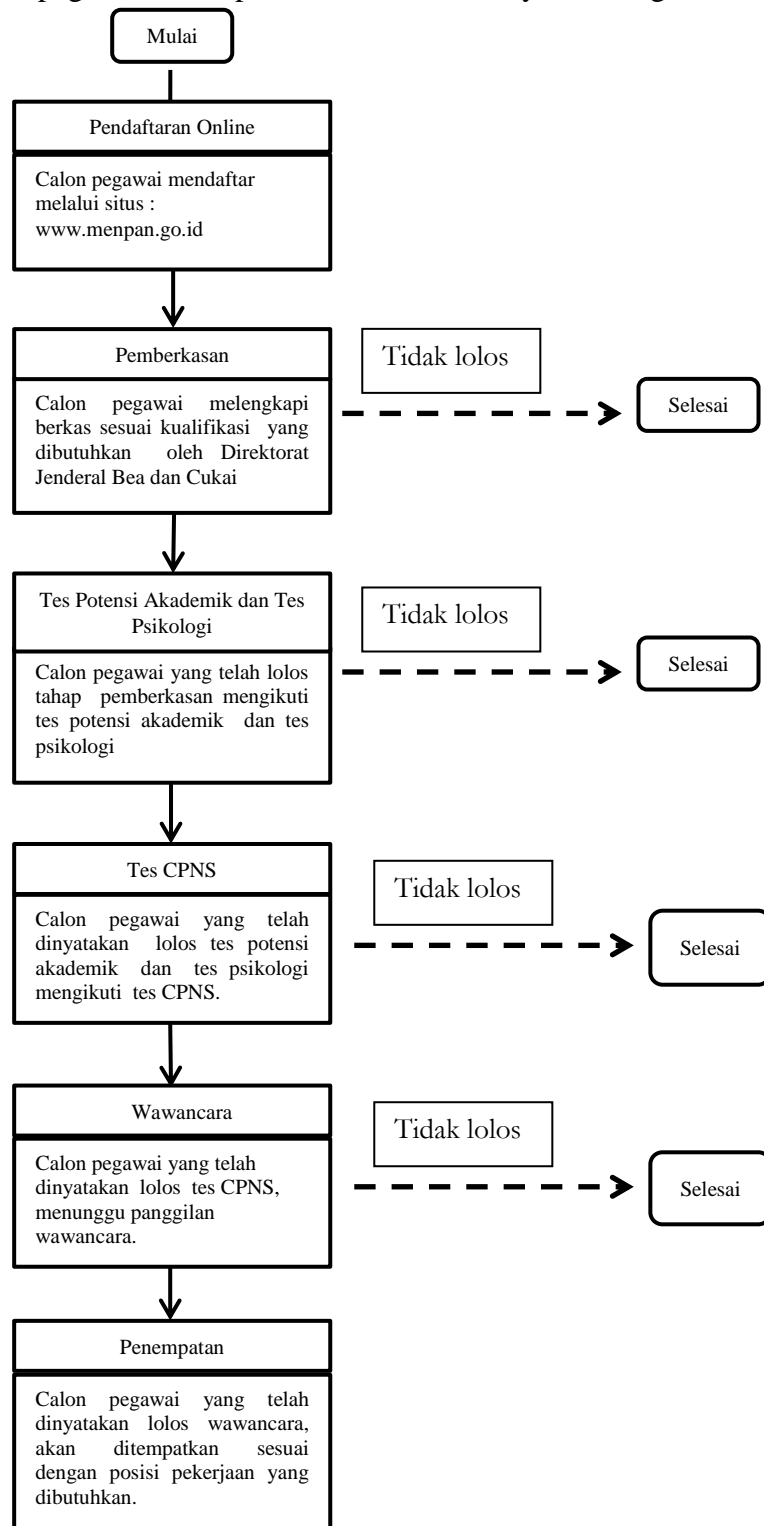 Mulai
Pendaftaran Online
Calon pegawai mendaftar
melalui situs :
www.menpan.go.id
Pemberkasan
Tidak lolos
Calon pegawai melengkapi
berkas sesuai kualifikasi yang
dibutuhkan oleh Direktorat
Jenderal Bea dan Cukai
Selesai
Tes Potensi Akademik dan Tes
Psikologi
Tidak lolos
Calon pegawai yang telah lolos
tahap pemberkasan mengikuti
tes potensi akademik dan tes
psikologi
Selesai
Tes CPNS
Tidak lolos
Calon pegawai yang telah
dinyatakan lolos tes potensi
akademik dan tes psikologi
mengikuti tes CPNS.
Selesai
Wawancara
Tidak lolos
Calon pegawai yang telah
dinyatakan lolos tes CPNS,
menunggu panggilan
wawancara.
Selesai
Penempatan
Calon pegawai yang telah
dinyatakan lolos wawancara,
akan ditempatkan sesuai
dengan posisi pekerjaan yang
dibutuhkan.